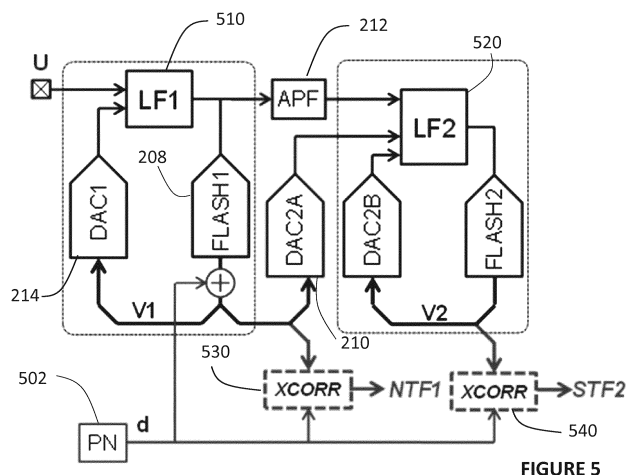 510
212
520
U
LF1
APF
LF2
208
DAC1
FLASH1
DAC2A
DAC2B
FLASH2
214
+
V1
210
V2
530
502
XCORR
NTF1
XCORR
STF2
d
PN
540
FIGURE 5